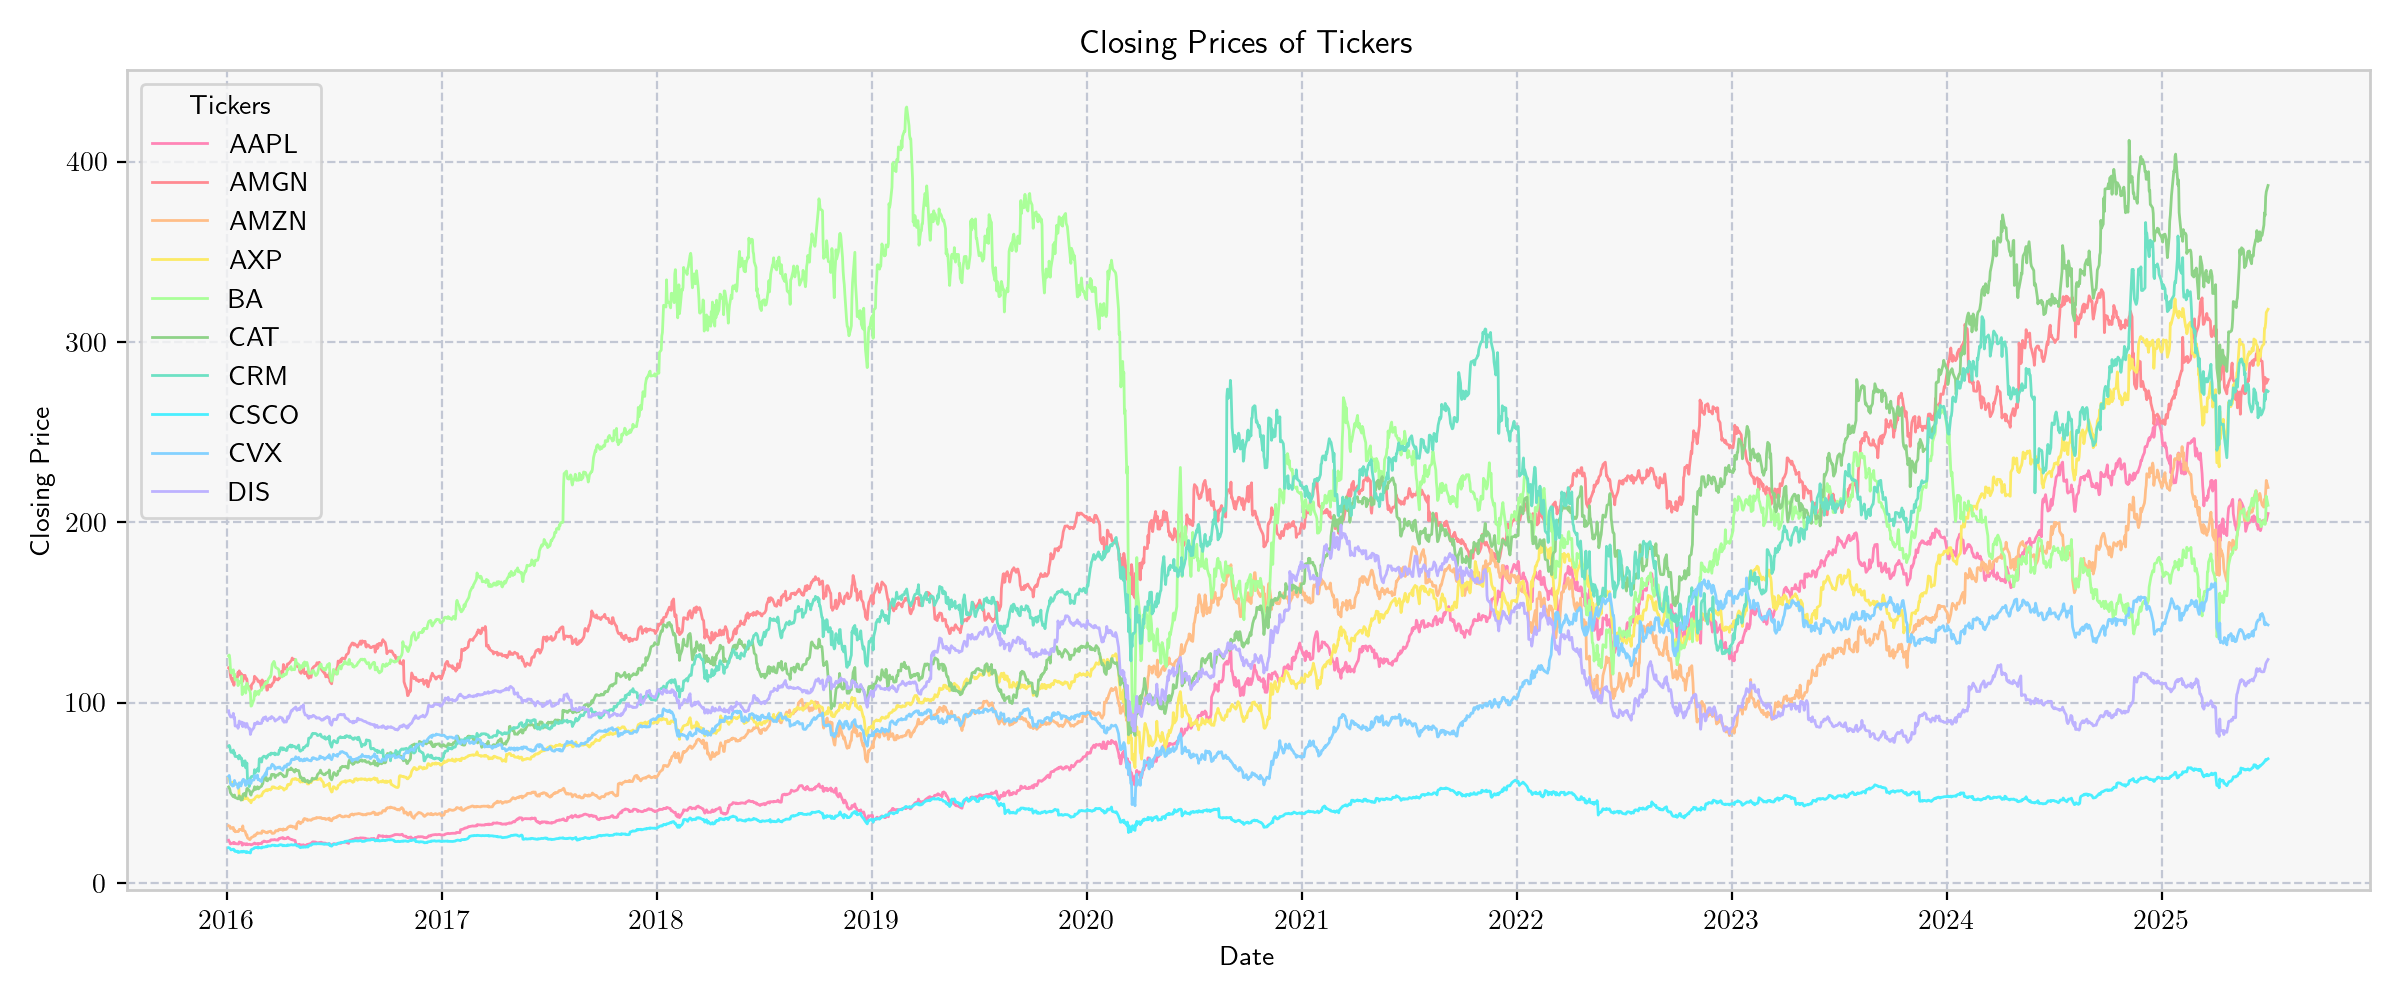 Closing Prices of Tickers
Tickers
AAPL
AMGN
AMZN
AXP
BA
CAT
CRM
CSCO
CVX
DIS
Closing Price
400
300
200
100
0
2016 2017 2018 2019 2020 2021 2022 2023 2024 2025
Date